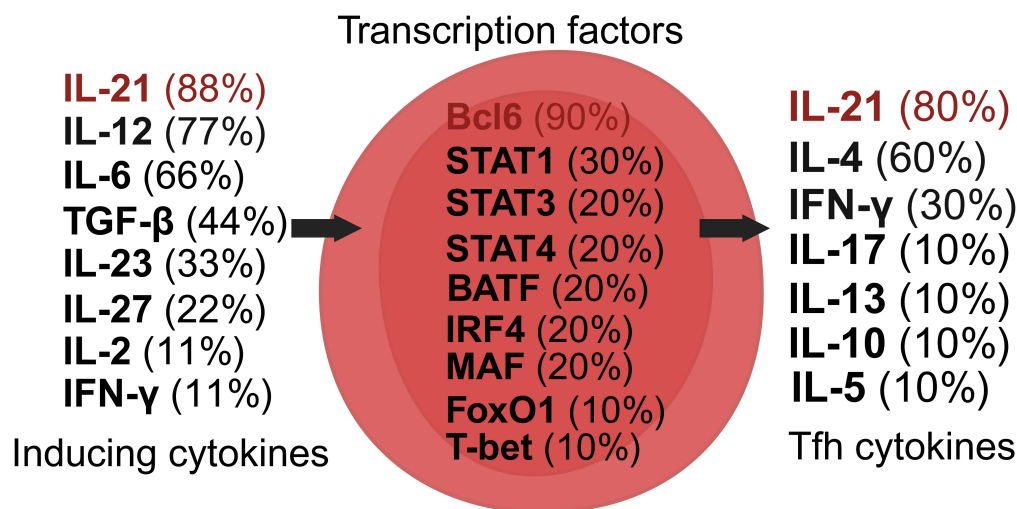 Transcription factors
IL-21 (88%)
IL-12 (77%)
IL-6 (66%)
TGF-β (44%)
IL-23 (33%)
IL-27 (22%)
IL-2 (11%)
IFN-γ (11%)
Inducing cytokines
Bcl6 (90%)
STAT1 (30%)
STAT3 (20%)
STAT4 (20%)
BATF (20%)
IRF4 (20%)
MAF (20%)
FoxO1 (10%)
T-bet (10%)
IL-21 (80%)
IL-4 (60%)
IFN-γ (30%)
IL-17 (10%)
IL-13 (10%)
IL-10 (10%)
IL-5 (10%)
Tfh cytokines